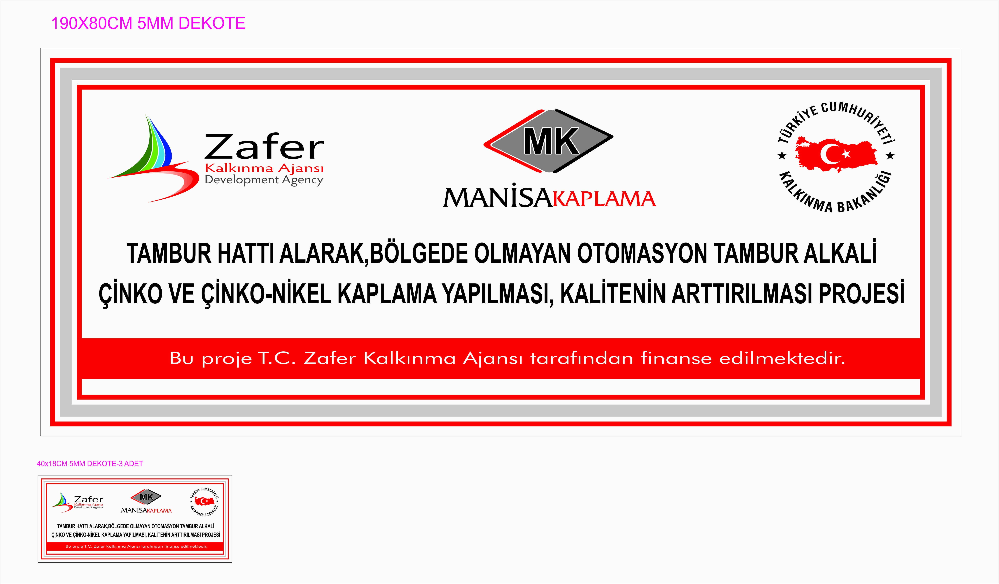 190X80CM 5MM DEKOTE
Zafer
Kalkınma Ajansı
Development Agency
MK
MANİSAKAPLAMA
TÜRKİYE CUMHURİYETİ
KALKINMA BAKANLIĞI
TAMBUR HATTI ALARAK,BÖLGEDE OLMAYAN OTOMASYON TAMBUR ALKALİ
ÇİNKO VE ÇİNKO-NİKEL KAPLAMA YAPILMASI, KALİTENİN ARTTIRILMASI PROJESİ
Bu proje T.C. Zafer Kalkınma Ajansı tarafından finanse edilmektedir.
40x18CM 5MM DEKOTE-3 ADET
Zafer
Kalkınma Ajansı
Development Agency
MK
MANİSAKAPLAMA
TÜRKİYE CUMHURİYETİ
KALKINMA BAKANLIĞI
TAMBUR HATTI ALARAK,BÖLGEDE OLMAYAN OTOMASYON TAMBUR ALKALİ
ÇİNKO VE ÇİNKO-NİKEL KAPLAMA YAPILMASI, KALİTENİN ARTTIRILMASI PROJESİ
Bu proje T.C. Zafer Kalkınma Ajansı tarafından finanse edilmektedir.